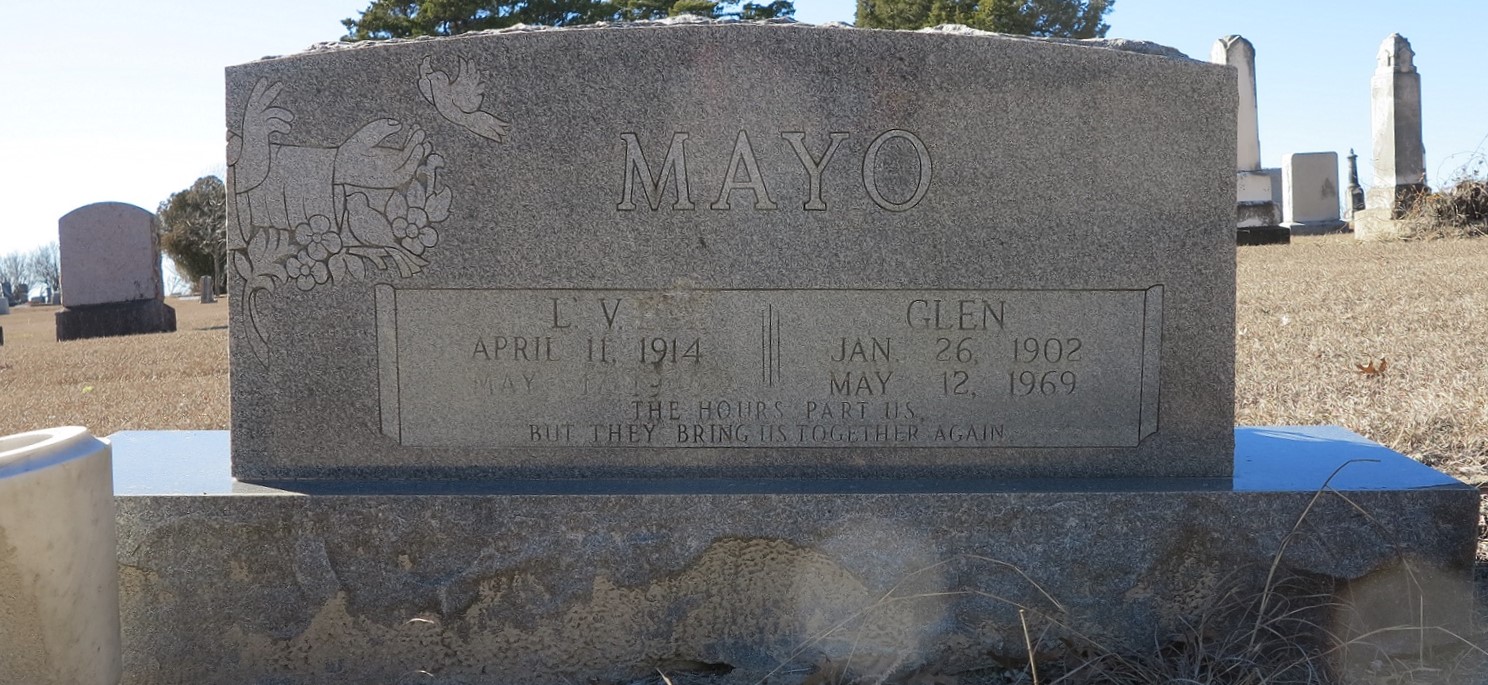 MAYO
L. V.
APRIL 11, 1914
MAY
GLEN
JAN. 26, 1902
MAY 12, 1969
THE HOURS PART US,
BUT THEY BRING US TOGETHER AGAIN